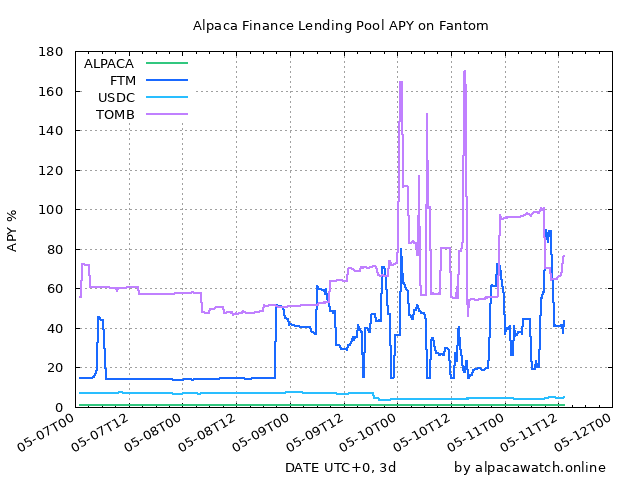 Alpaca Finance Lending Pool APY on Fantom
180
160
140
120
100
80
60
40
20
0
APY %
ALPACA
FTM
USDC
TOMB
05-07T00
05-07T12
05-08T00
05-08T12
05-09T00
05-09T12
05-10T00
05-10T12
05-11T00
05-11T12
05-12T00
DATE UTC+0, 3d
by alpacawatch.online